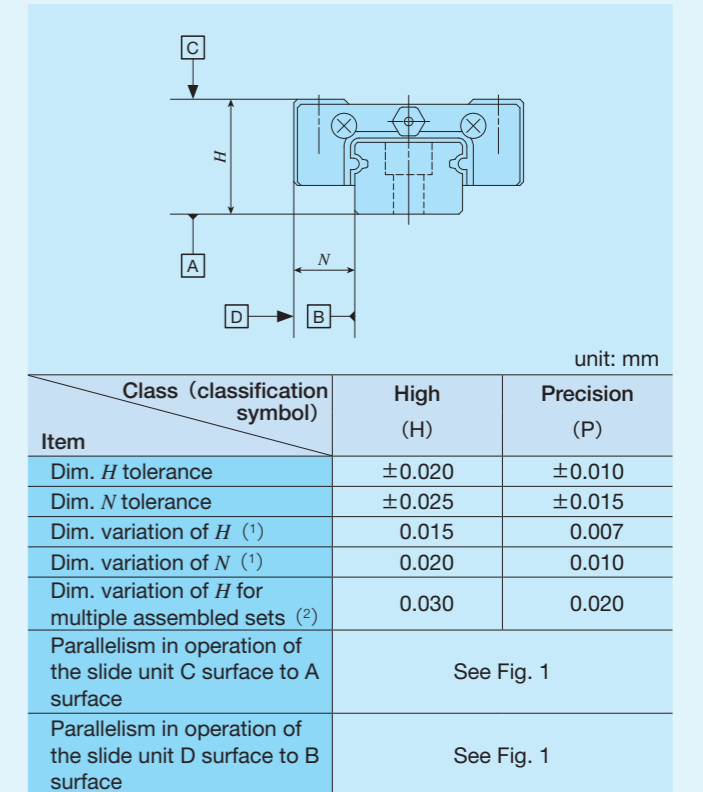 C
H
A
N
D
B
unit: mm
Class（classification
symbol）
Item
High
（H）
Precision
（P）
Dim. H tolerance
±0.020
±0.010
Dim. N tolerance
±0.025
±0.015
Dim. variation of H（¹）
0.015
0.007
Dim. variation of N（¹）
0.020
0.010
Dim. variation of H for
multiple assembled sets（²）
0.030
0.020
Parallelism in operation of
the slide unit C surface to A
surface
See Fig. 1
Parallelism in operation of
the slide unit D surface to B
surface
See Fig. 1